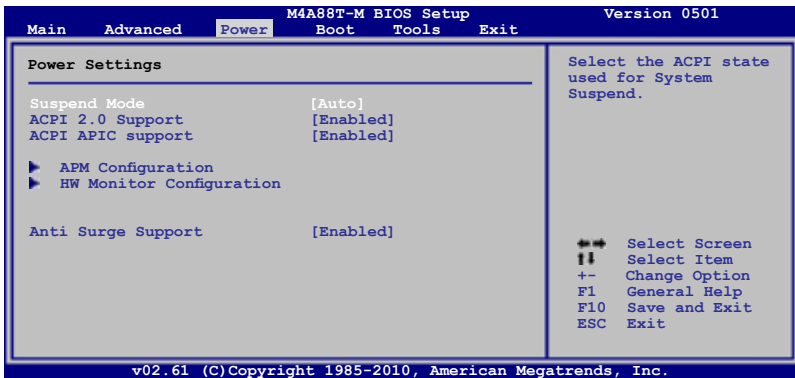 M4A88T-M BIOS Setup Version 0501
Main Advanced Power Boot Tools Exit
Power Settings
Suspend Mode [Auto]
ACPI 2.0 Support [Enabled]
ACPI APIC support [Enabled]
APM Configuration
HW Monitor Configuration
Anti Surge Support [Enabled]
Select the ACPI state
used for System
Suspend.
Select Screen
Select Item
+- Change Option
F1 General Help
F10 Save and Exit
ESC Exit
v02.61 (C)Copyright 1985-2010, American Megatrends, Inc.